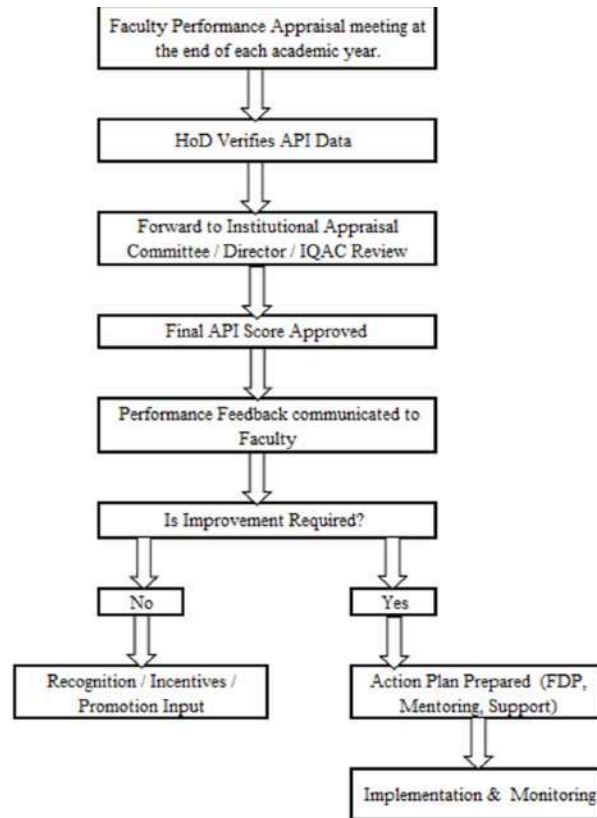 Faculty Performance Appraisal meeting at
the end of each academic year.
HoD Verifies API Data
Forward to Institutional Appraisal
Committee / Director / IQAC Review
Final API Score Approved
Performance Feedback communicated to
Faculty
Is Improvement Required?
No
Yes
Recognition / Incentives /
Promotion Input
Action Plan Prepared (FDP,
Mentoring, Support)
Implementation & Monitoring